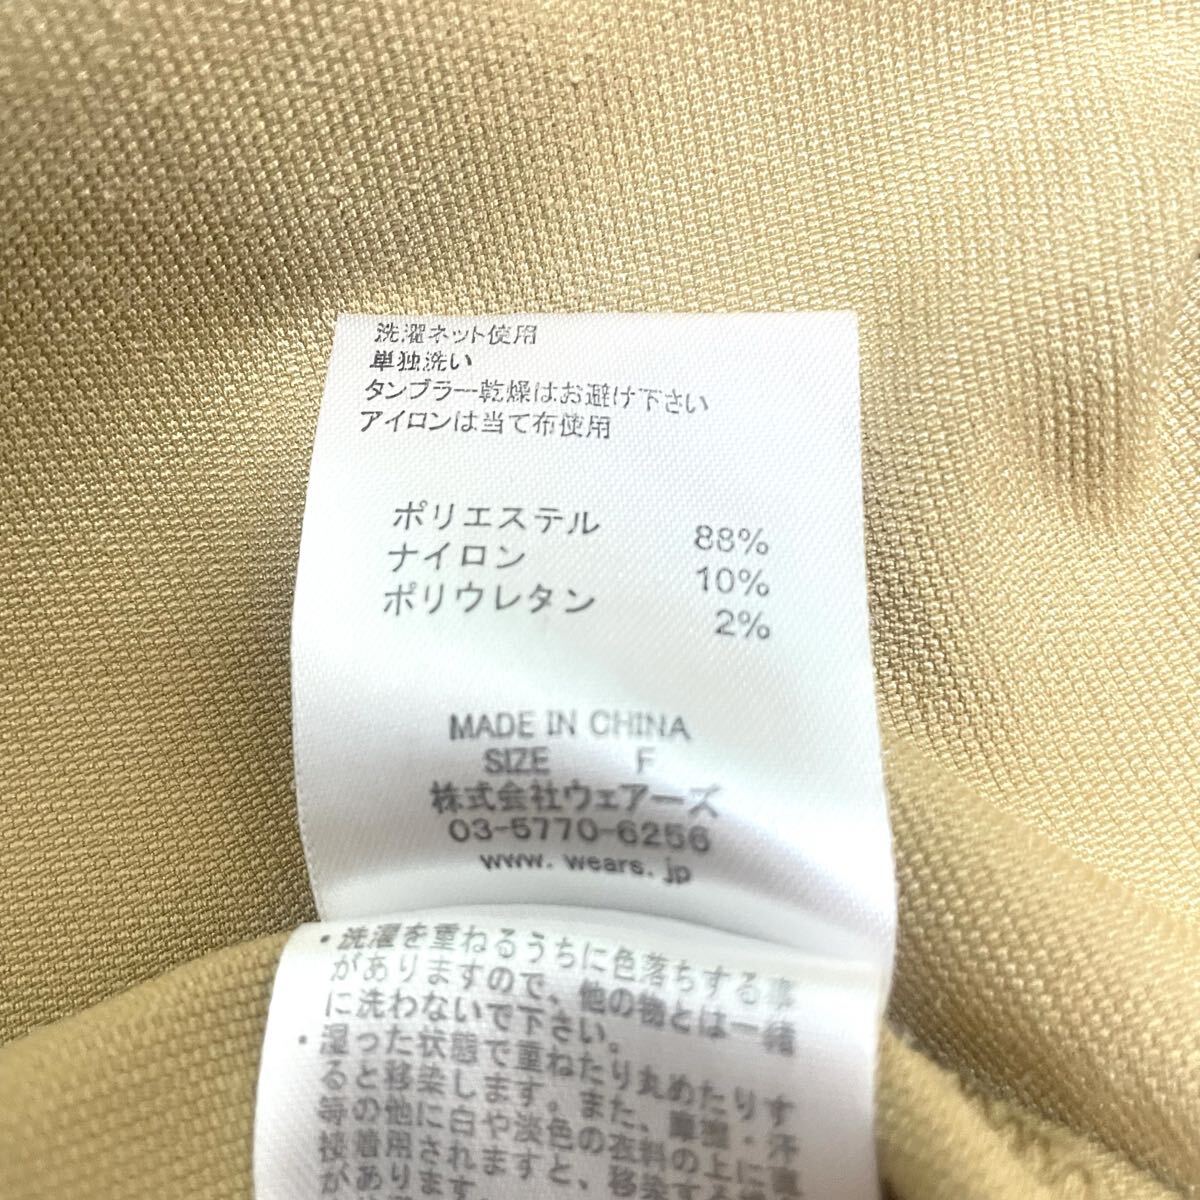 洗濯ネット使用
単独洗い
タンブラー乾燥はお避け下さい
アイロンは当て布使用
ポリエステル 88%
ナイロン 10%
ポリウレタン 2%
MADE IN CHINA
SIZE F
株式会社ウェアーズ
03-5770-6256
www.wears.jp
・洗濯を重ねるうちに色落ちする事
がありますので、他の物とは一緒
に洗わないで下さい。
・湿った状態で重ねたり丸めたりす
ると移染します。また、摩擦・汗
等の他に白や淡色の衣料の上に
接着用されますと、移染する
があります。